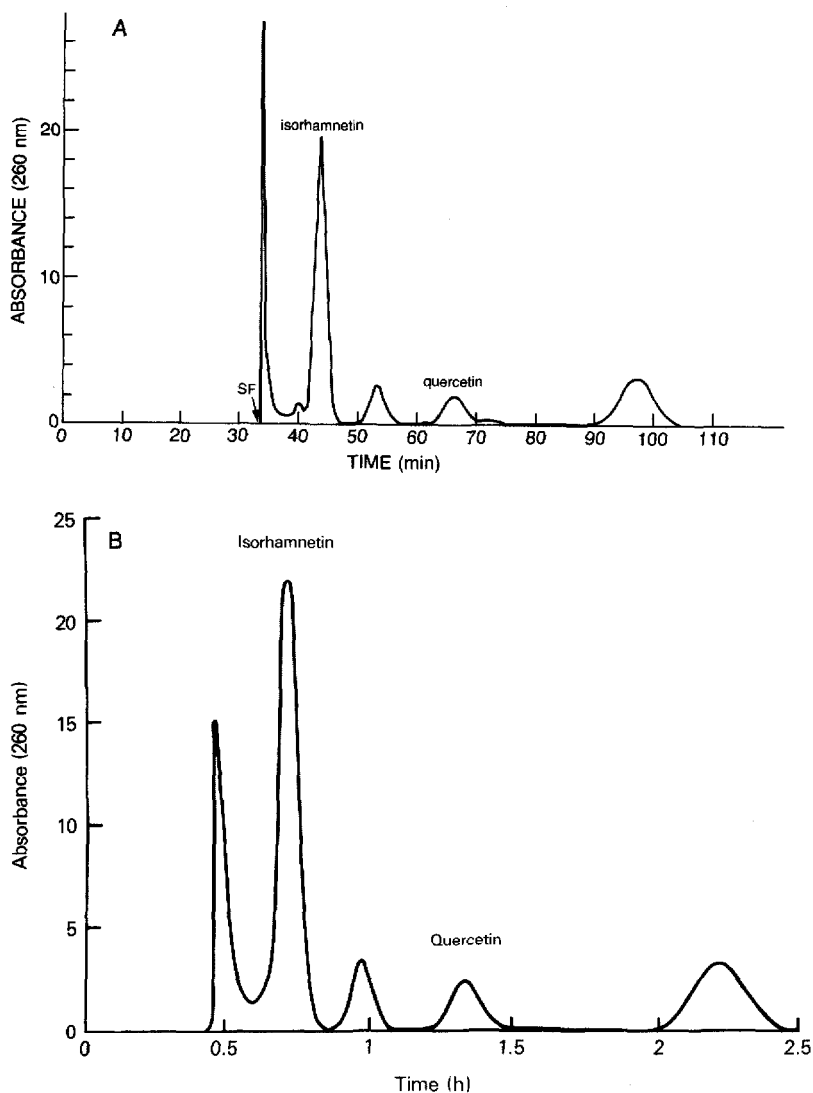 A
ABSORBANCE (260 nm)
20
10
0
isorhamnetin
SF
quercetin
0 10 20 30 40 50 60 70 80 90 100 110
TIME (min)
B
Absorbance (260 nm)
25
20
15
10
5
0
Isorhamnetin
Quercetin
0 0.5 1 1.5 2 2.5
Time (h)